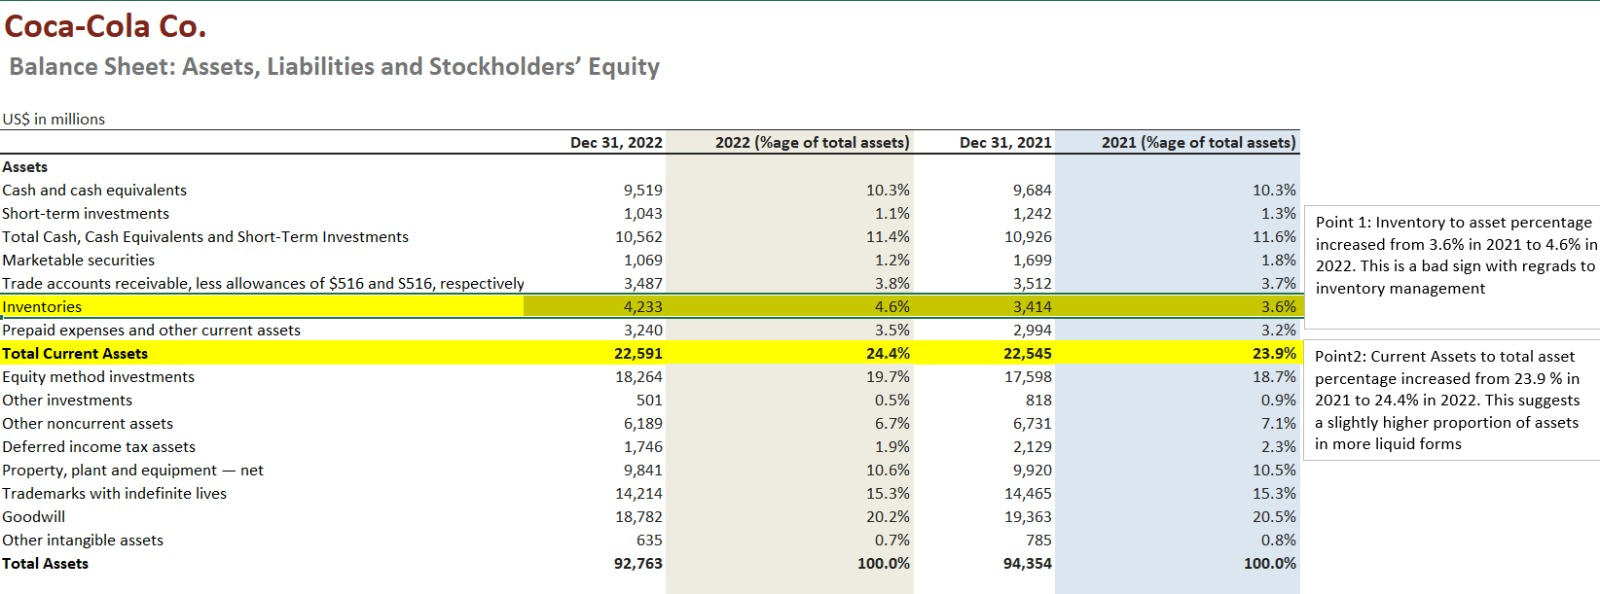 Coca-Cola Co.
Balance Sheet: Assets, Liabilities and Stockholders’ Equity
US$ in millions
Dec 31, 2022 2022 (%age of total assets) Dec 31, 2021 2021 (%age of total assets)
Assets
Cash and cash equivalents 9,519 10.3% 9,684 10.3%
Short-term investments 1,043 1.1% 1,242 1.3%
Total Cash, Cash Equivalents and Short-Term Investments 10,562 11.4% 10,926 11.6%
Marketable securities 1,069 1.2% 1,699 1.8%
Trade accounts receivable, less allowances of $516 and S516, respectively 3,487 3.8% 3,512 3.7%
Inventories 4,233 4.6% 3,414 3.6%
Prepaid expenses and other current assets 3,240 3.5% 2,994 3.2%
Total Current Assets 22,591 24.4% 22,545 23.9%
Equity method investments 18,264 19.7% 17,598 18.7%
Other investments 501 0.5% 818 0.9%
Other noncurrent assets 6,189 6.7% 6,731 7.1%
Deferred income tax assets 1,746 1.9% 2,129 2.3%
Property, plant and equipment — net 9,841 10.6% 9,920 10.5%
Trademarks with indefinite lives 14,214 15.3% 14,465 15.3%
Goodwill 18,782 20.2% 19,363 20.5%
Other intangible assets 635 0.7% 785 0.8%
Total Assets 92,763 100.0% 94,354 100.0%
Point 1: Inventory to asset percentage
increased from 3.6% in 2021 to 4.6% in
2022. This is a bad sign with regrads to
inventory management
Point2: Current Assets to total asset
percentage increased from 23.9 % in
2021 to 24.4% in 2022. This suggests
a slightly higher proportion of assets
in more liquid forms